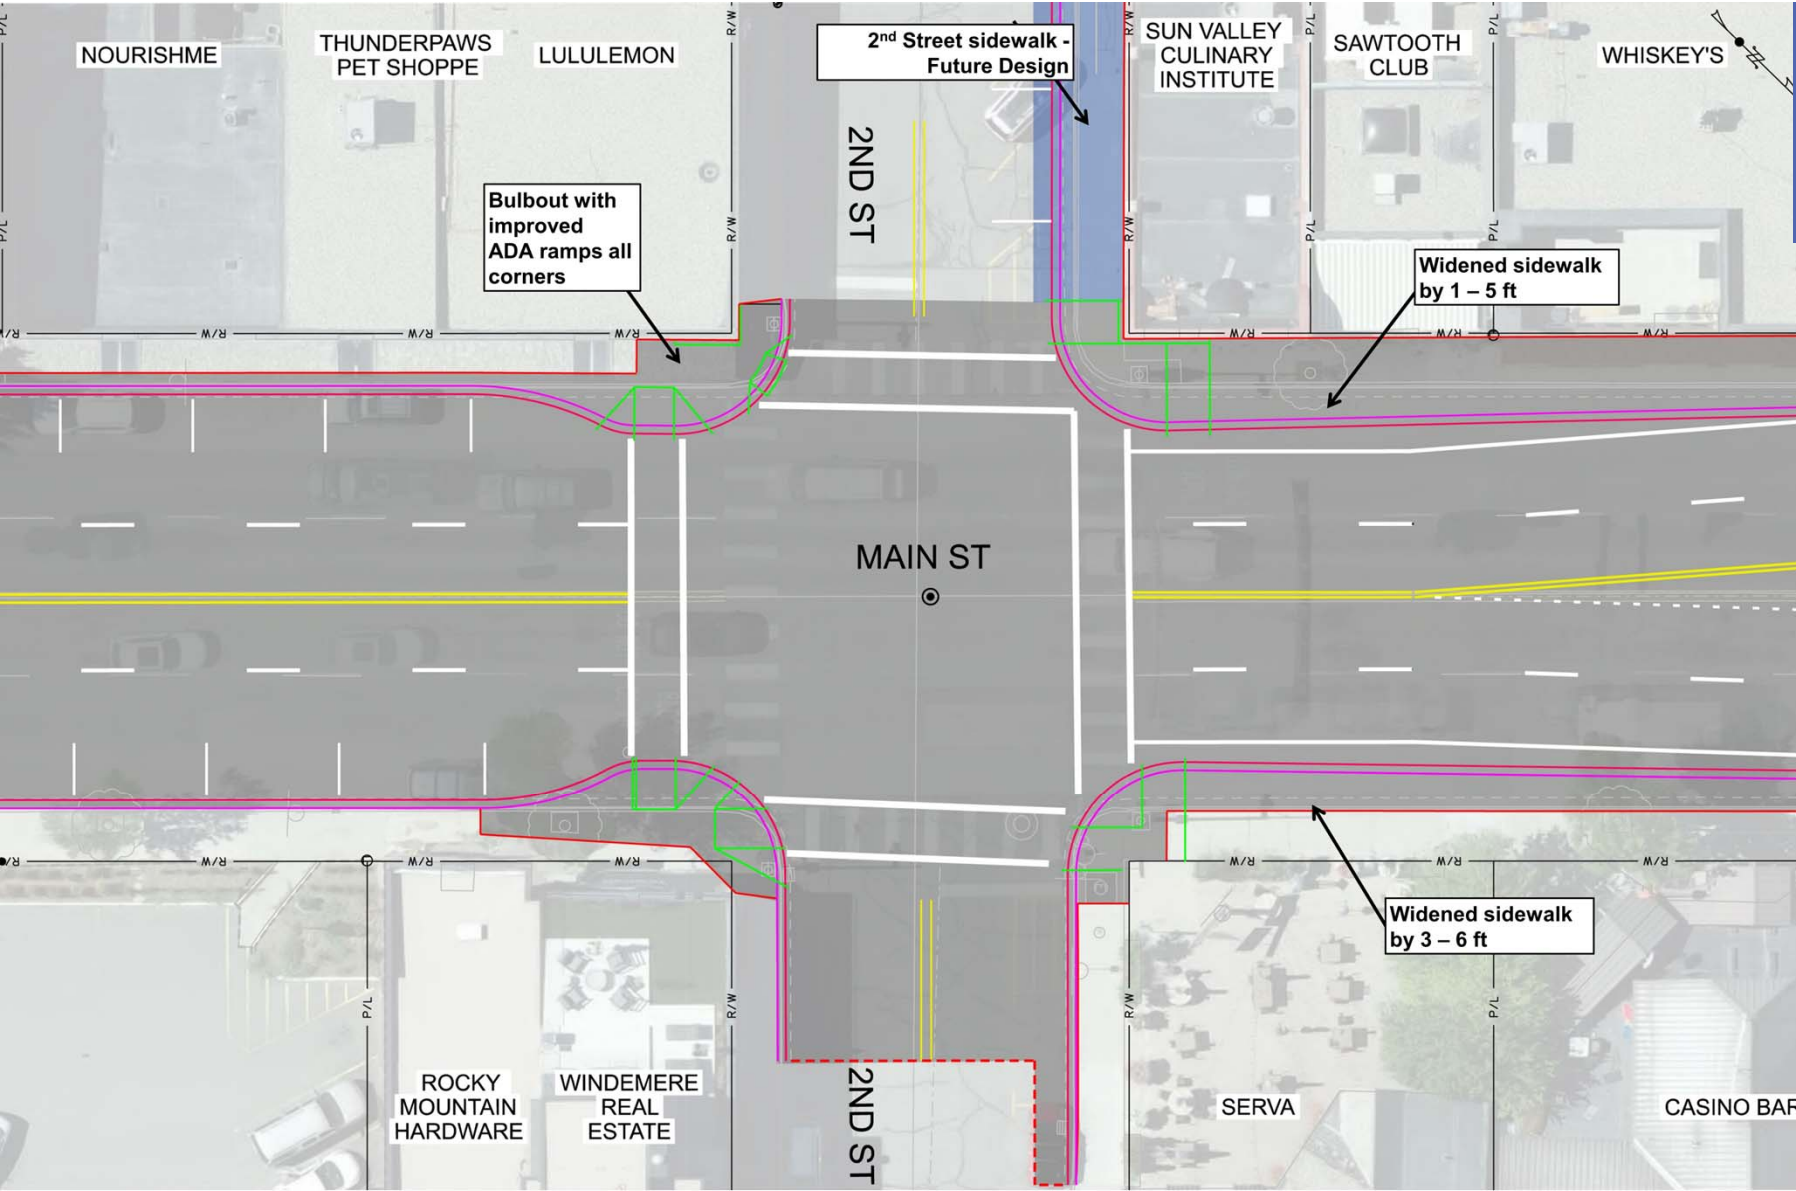 NOURISHME
THUNDERPAWS
PET SHOPPE
LULULEMON
2nd Street sidewalk -
Future Design
SUN VALLEY
CULINARY
INSTITUTE
SAWTOOTH
CLUB
WHISKEY'S
P/L
R/W
R/W
P/L
P/L
N
2ND ST
Bulbout with
improved
ADA ramps all
corners
Widened sidewalk
by 1 – 5 ft
P/L
R/W
R/W
P/L
P/L
R/W
R/W
R/W
R/W
R/W
R/W
R/W
MAIN ST
R/W
R/W
R/W
R/W
R/W
R/W
R/W
Widened sidewalk
by 3 – 6 ft
P/L
R/W
R/W
P/L
ROCKY
MOUNTAIN
HARDWARE
WINDEMERE
REAL
ESTATE
2ND ST
SERVA
CASINO BAR